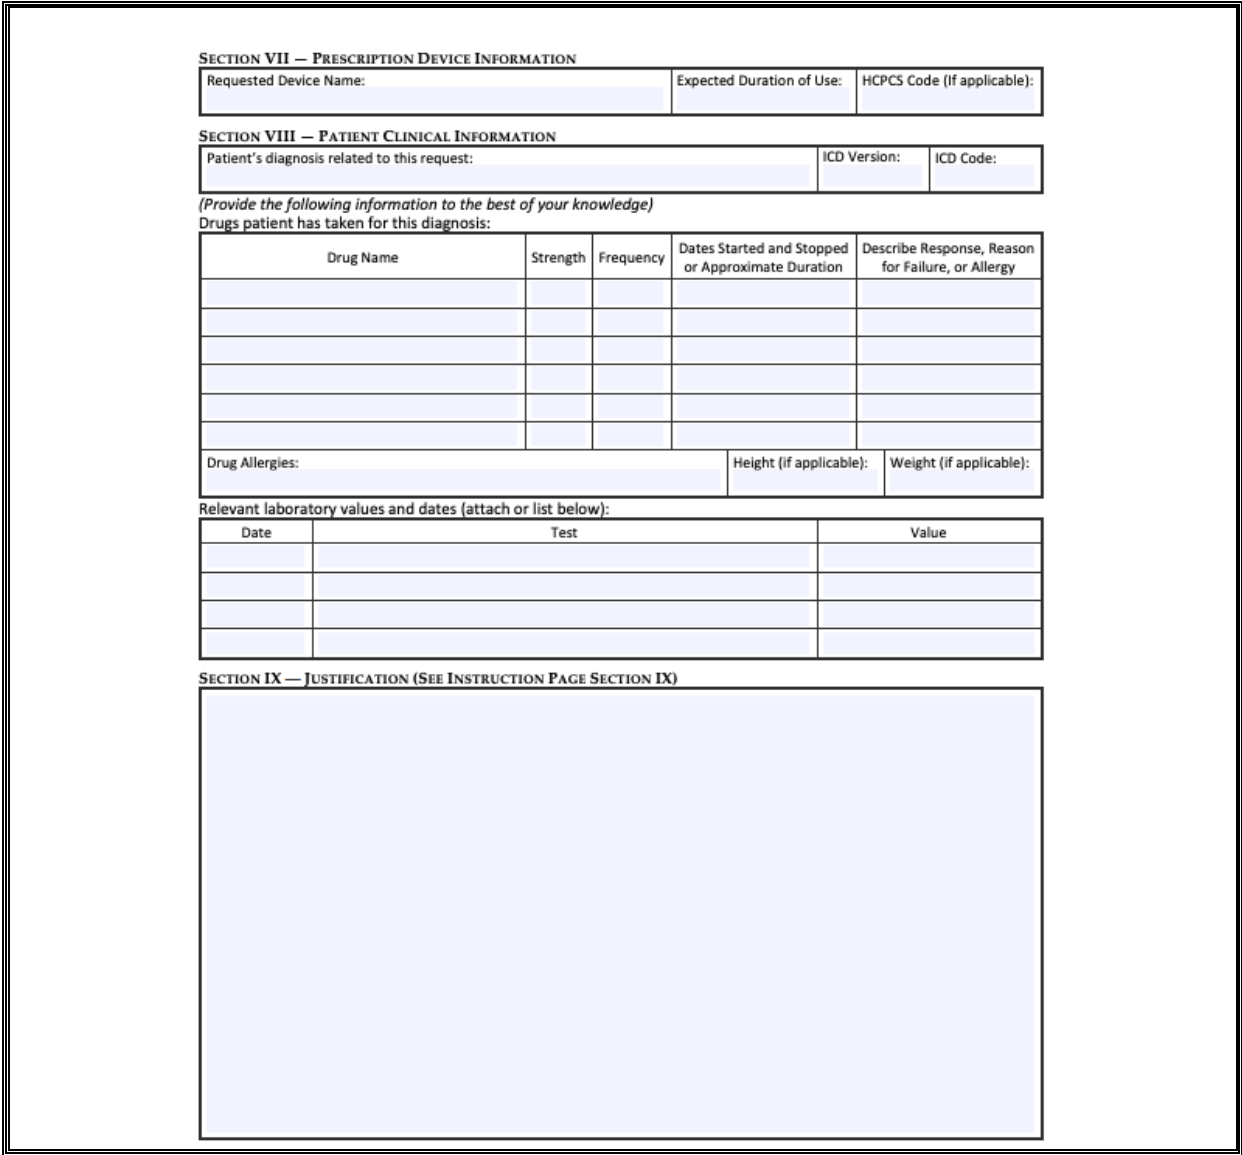 SECTION VII — PRESCRIPTION DEVICE INFORMATION
Requested Device Name: Expected Duration of Use: HCPCS Code (If applicable):
SECTION VIII — PATIENT CLINICAL INFORMATION
Patient's diagnosis related to this request: ICD Version: ICD Code:
(Provide the following information to the best of your knowledge)
Drugs patient has taken for this diagnosis:
Drug Name Strength Frequency Dates Started and Stopped or Approximate Duration Describe Response, Reason for Failure, or Allergy
Drug Allergies: Height (if applicable): Weight (if applicable):
Relevant laboratory values and dates (attach or list below):
Date Test Value
SECTION IX — JUSTIFICATION (SEE INSTRUCTION PAGE SECTION IX)